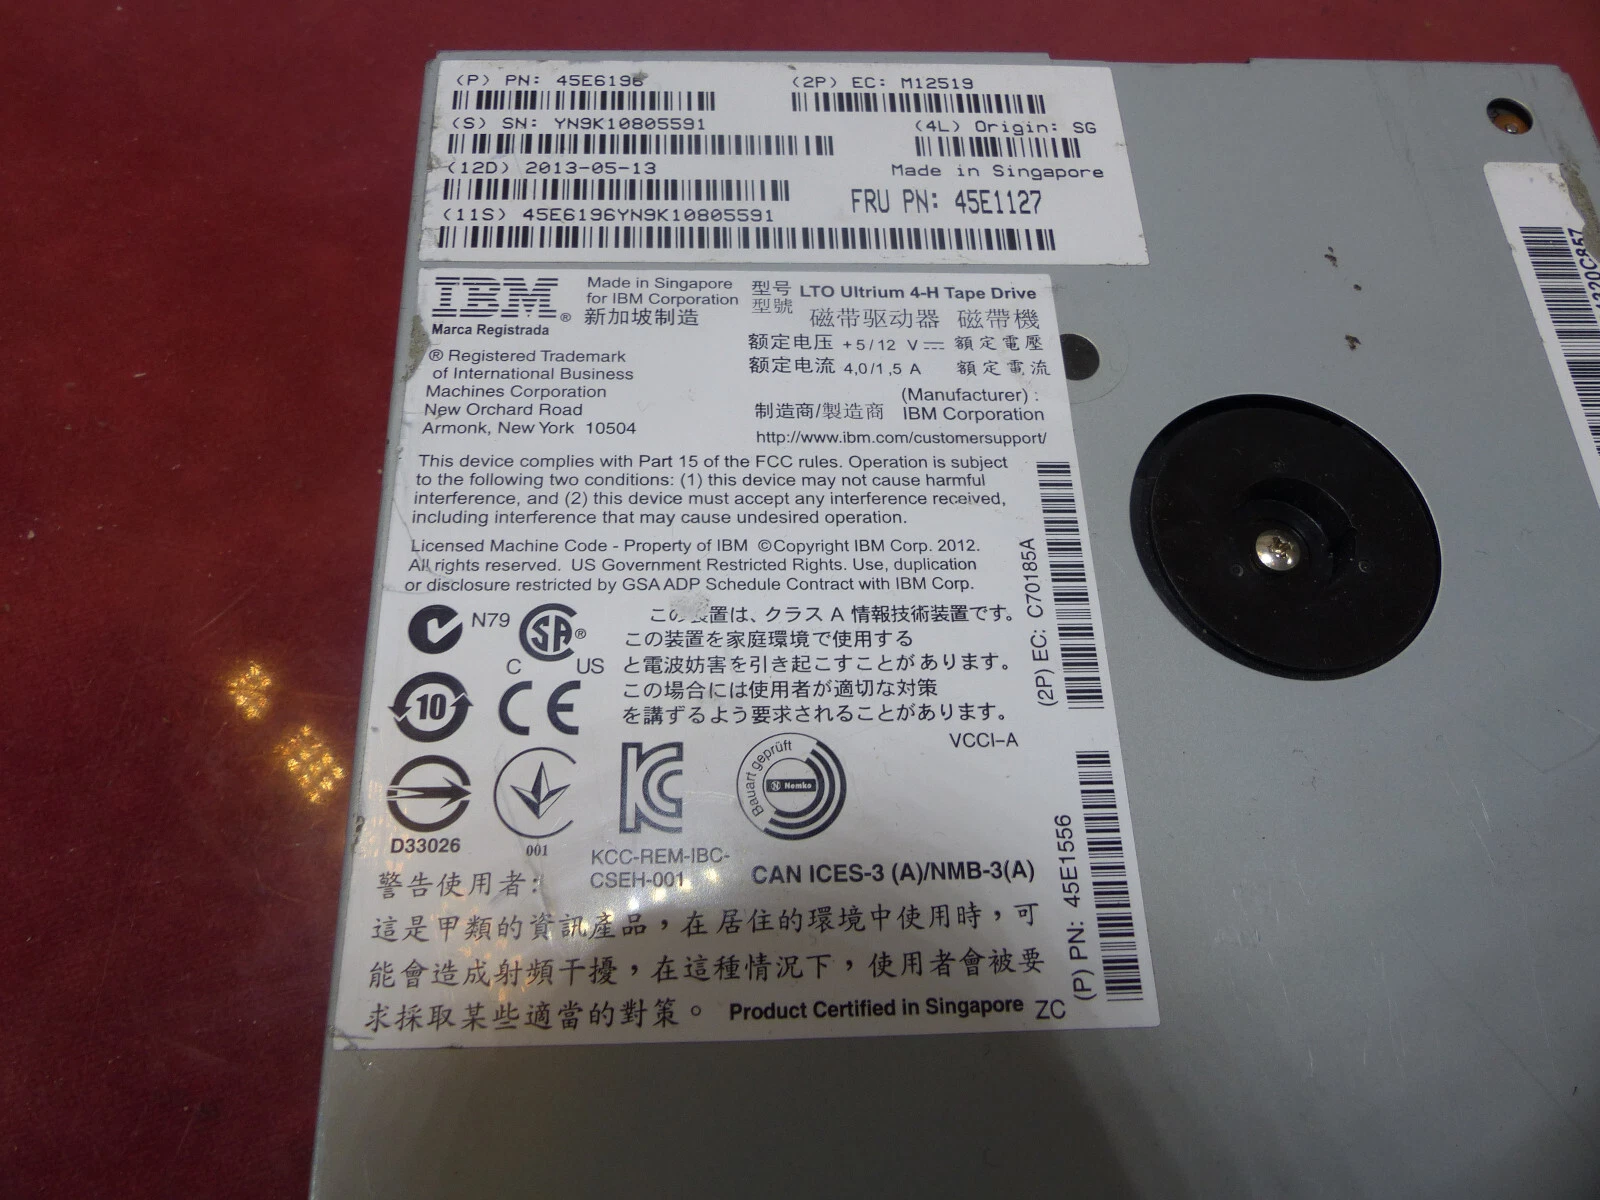 (P) PN: 45E6196
(2P) EC: M12519
(S) SN: YN9K10805591
(4L) Origin: SG
(12D) 2013-05-13
Made in Singapore
FRU PN: 45E1127
(11S) 45E6196YN9K10805591
IBM®
Marca Registrada
Made in Singapore
for IBM Corporation
新加坡制造
® Registered Trademark
of International Business
Machines Corporation
New Orchard Road
Armonk, New York 10504
型号
型號
LTO Ultrium 4-H Tape Drive
磁带驱动器 磁帶機
额定电压 +5/12 V 額定電壓
额定电流 4,0/1,5 A 額定電流
(Manufacturer) :
制造商/製造商 IBM Corporation
http://www.ibm.com/customersupport/
This device complies with Part 15 of the FCC rules. Operation is subject
to the following two conditions: (1) this device may not cause harmful
interference, and (2) this device must accept any interference received,
including interference that may cause undesired operation.
Licensed Machine Code - Property of IBM ©Copyright IBM Corp. 2012.
All rights reserved. US Government Restricted Rights. Use, duplication
or disclosure restricted by GSA ADP Schedule Contract with IBM Corp.
N79
SA®
C US
この装置は、クラス A 情報技術装置です。
この装置を家庭環境で使用する
と電波妨害を引き起こすことがあります。
この場合には使用者が適切な対策
を講ずるよう要求されることがあります。
VCCI-A
10
CE
D33026
001
KCC-REM-IBC-
CSEH-001
Bauart geprüft
N Nemko
CAN ICES-3 (A)/NMB-3(A)
警告使用者:
這是甲類的資訊產品，在居住的環境中使用時，可
能會造成射頻干擾，在這種情況下，使用者會被要
求採取某些適當的對策。
Product Certified in Singapore ZC
(2P) EC: C70185A
(P) PN: 45E1556